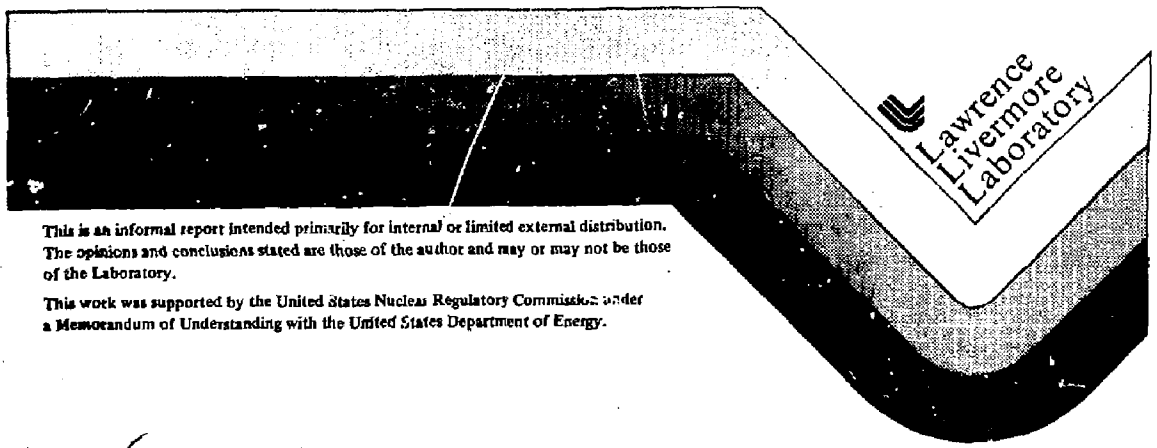 Lawrence
Livermore
Laboratory
This is an informal report intended primarily for internal or limited external distribution.
The opinions and conclusions stated are those of the author and may or may not be those
of the Laboratory.
This work was supported by the United States Nuclear Regulatory Commission under
a Memorandum of Understanding with the United States Department of Energy.